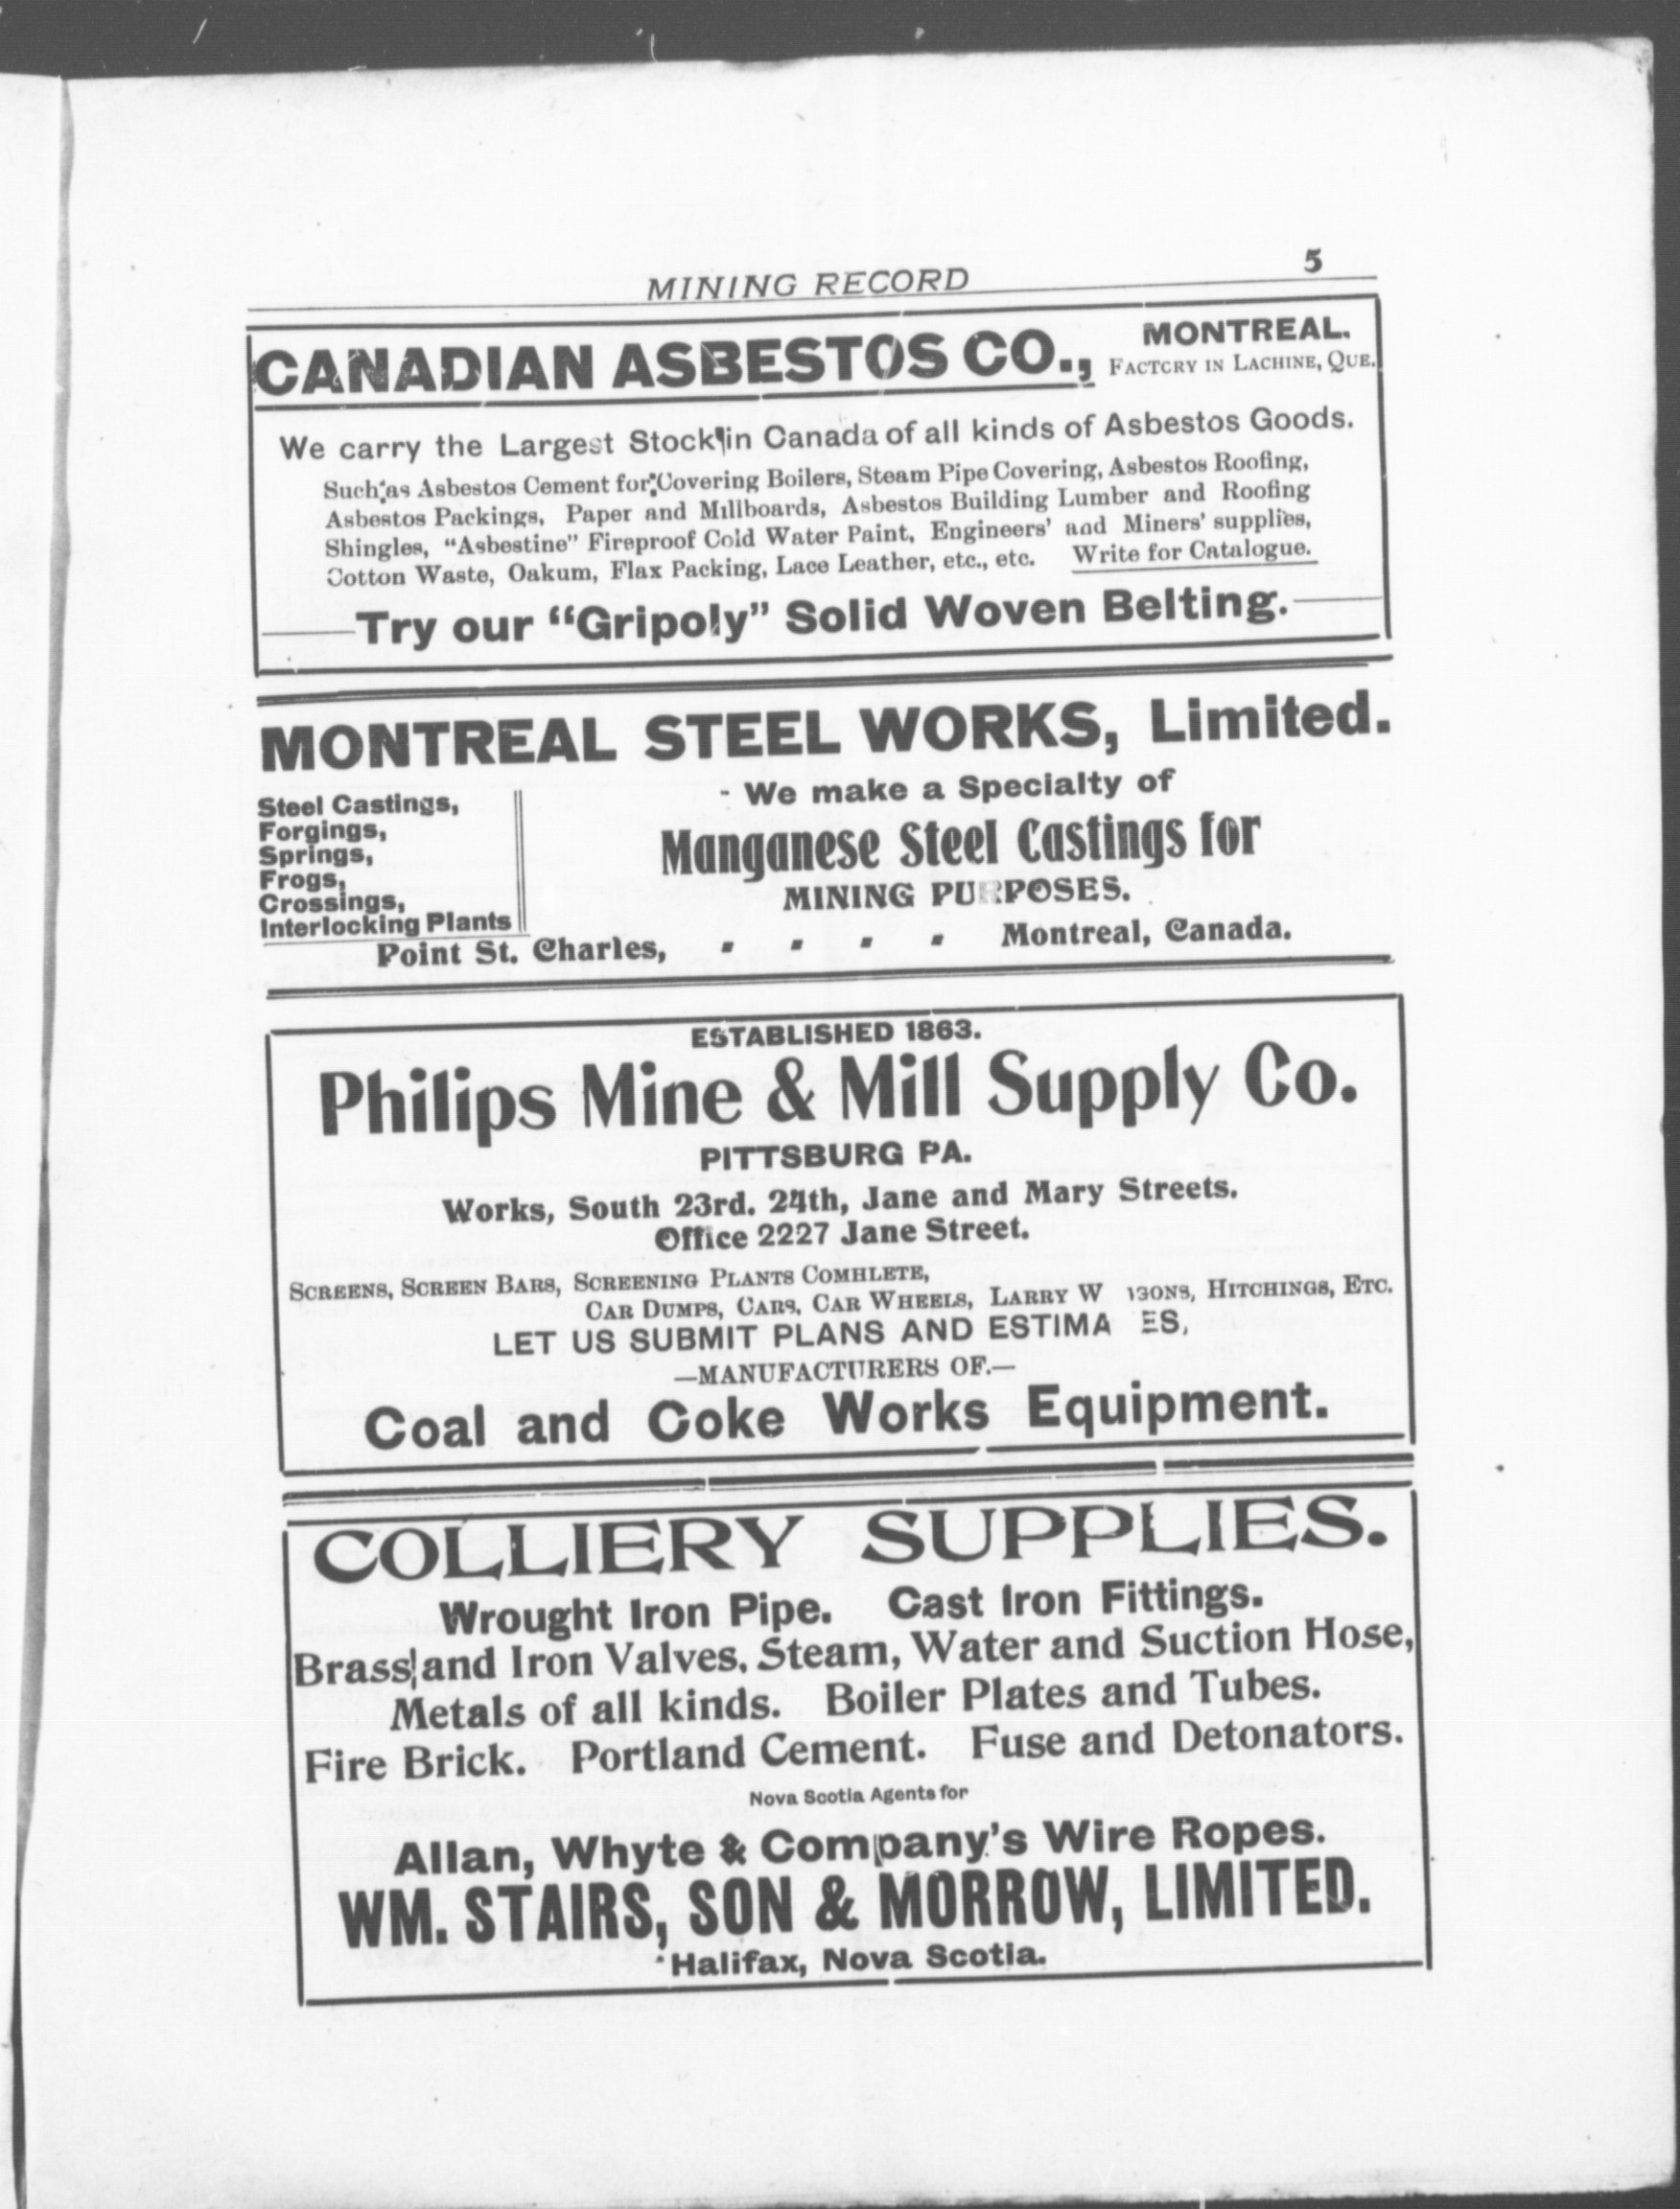 MINING RECORD 5
CANADIAN ASBESTOS CO., MONTREAL.
FACTCRY IN LACHINE, QUE.
We carry the Largest Stock in Canada of all kinds of Asbestos Goods.
Such as Asbestos Cement for Covering Boilers, Steam Pipe Covering, Asbestos Roofing,
Asbestos Packings, Paper and Millboards, Asbestos Building Lumber and Roofing
Shingles, “Asbestine” Fireproof Cold Water Paint, Engineers’ and Miners’ supplies,
Cotton Waste, Oakum, Flax Packing, Lace Leather, etc., etc. Write for Catalogue.
Try our “Gripoly” Solid Woven Belting.
MONTREAL STEEL WORKS, Limited.
Steel Castings,
Forgings,
Springs,
Frogs,
Crossings,
Interlocking Plants
- We make a Specialty of
Manganese Steel Castings for
MINING PURPOSES.
Point St. Charles, - - - - Montreal, Canada.
ESTABLISHED 1863.
Philips Mine & Mill Supply Co.
PITTSBURG PA.
Works, South 23rd. 24th, Jane and Mary Streets.
Office 2227 Jane Street.
SCREENS, SCREEN BARS, SCREENING PLANTS COMHLETE,
CAR DUMPS, CARS, CAR WHEELS, LARRY W GONS, HITCHINGS, ETC.
LET US SUBMIT PLANS AND ESTIMA ES,
—MANUFACTURERS OF.—
Coal and Coke Works Equipment.
COLLIERY SUPPLIES.
Wrought Iron Pipe. Cast Iron Fittings.
Brass and Iron Valves. Steam, Water and Suction Hose,
Metals of all kinds. Boiler Plates and Tubes.
Fire Brick. Portland Cement. Fuse and Detonators.
Nova Scotia Agents for
Allan, Whyte & Company’s Wire Ropes.
WM. STAIRS, SON & MORROW, LIMITED.
Halifax, Nova Scotia.